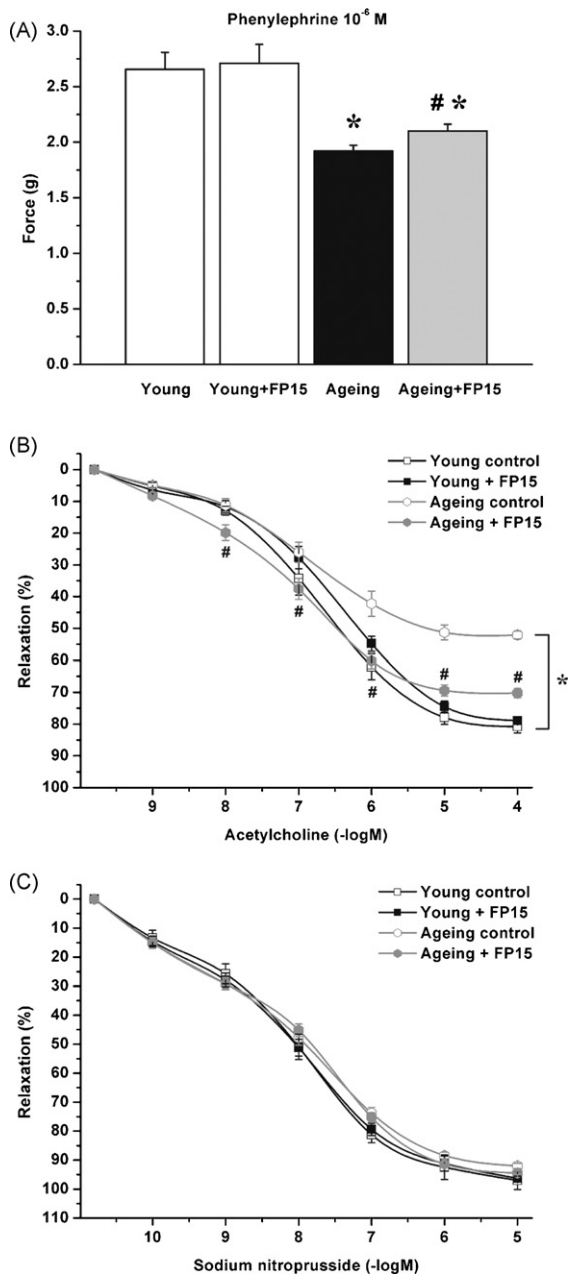 (A)
Phenylephrine 10⁻⁶ M
3.0
2.5
2.0
1.5
1.0
0.5
0.0
Force (g)
*
# *
Young Young+FP15 Ageing Ageing+FP15
(B)
0
10
20
30
40
50
60
70
80
90
100
Relaxation (%)
Young control
Young + FP15
Ageing control
Ageing + FP15
#
#
#
#
#
*
9 8 7 6 5 4
Acetylcholine (-logM)
(C)
0
10
20
30
40
50
60
70
80
90
100
110
Relaxation (%)
Young control
Young + FP15
Ageing control
Ageing + FP15
10 9 8 7 6 5
Sodium nitroprusside (-logM)